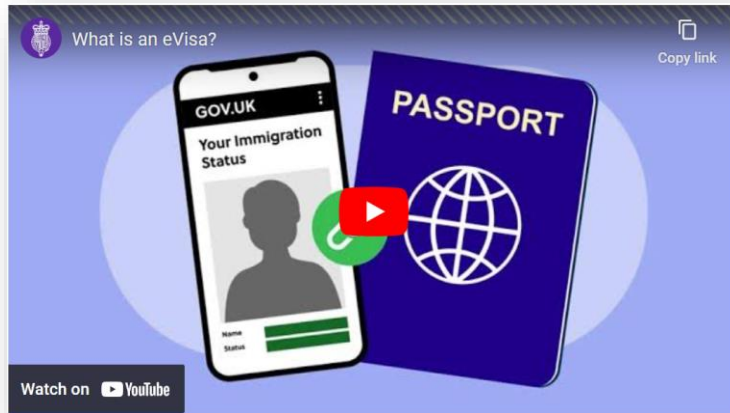 What is an eVisa?
Copy link
GOV.UK
Your Immigration
Status
Name
Status
PASSPORT
Watch on YouTube